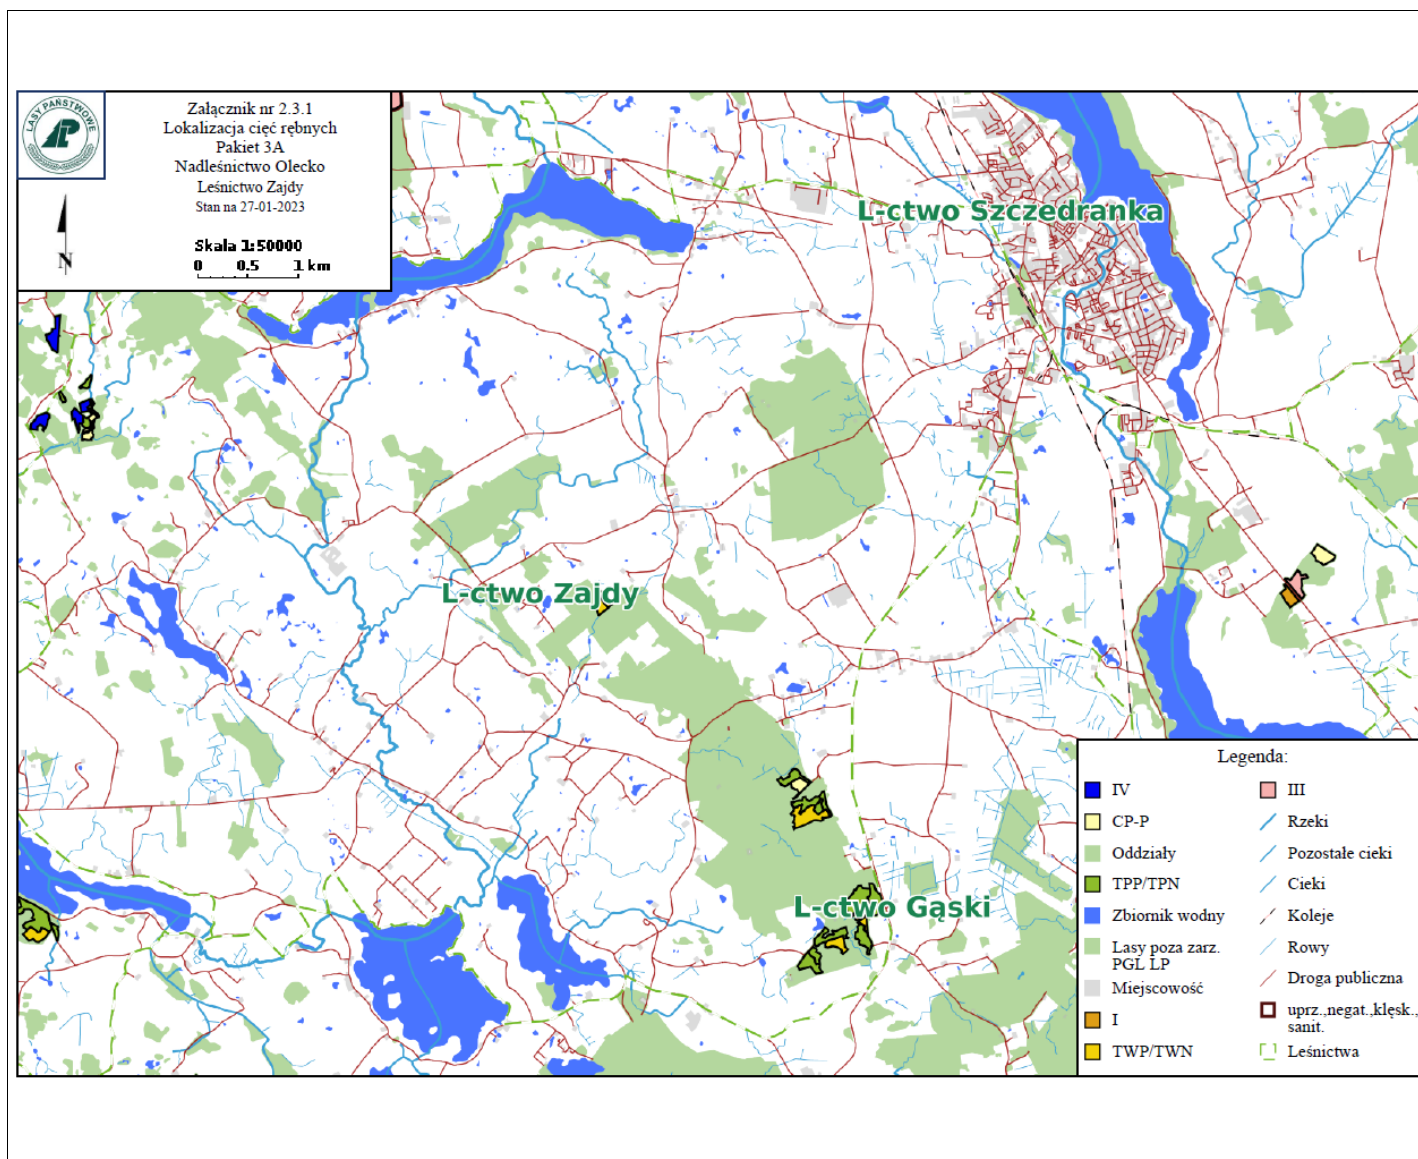 LASY PAŃSTWOWE
Załącznik nr 2.3.1
Lokalizacja cięć rębnych
Pakiet 3A
Nadleśnictwo Olecko
Leśnictwo Zajdy
Stan na 27-01-2023
Skala 1:50000
0 0.5 1 km
N
L-ctwo Szczedranka
L-ctwo Zajdy
L-ctwo Gąski
Legenda:
IV
CP-P
Oddziały
TPP/TPN
Zbiornik wodny
Lasy poza zarz.
PGL LP
Miejscowość
I
TWP/TWN
III
Rzeki
Pozostałe cieki
Cieki
Koleje
Rowy
Droga publiczna
uprz.,negat.,klęsk.,
sanit.
Leśnictwa